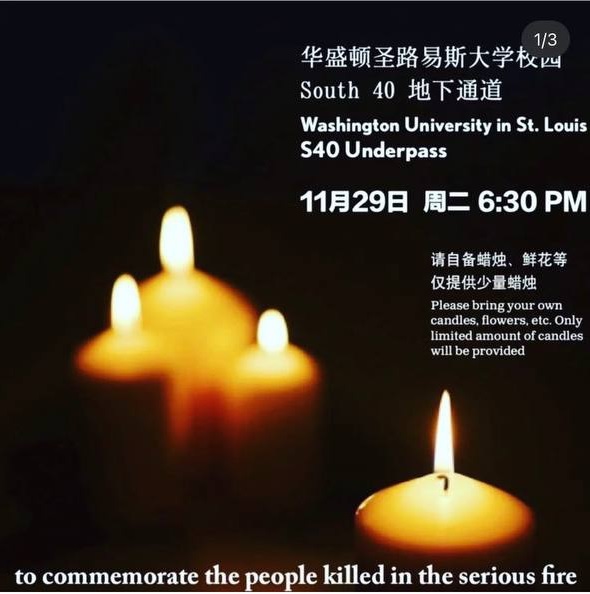 1/3
华盛顿圣路易斯大学校园
South 40 地下通道
Washington University in St. Louis
S40 Underpass
11月29日 周二 6:30 PM
请自备蜡烛、鲜花等
仅提供少量蜡烛
Please bring your own
candles, flowers, etc. Only
limited amount of candles
will be provided
to commemorate the people killed in the serious fire